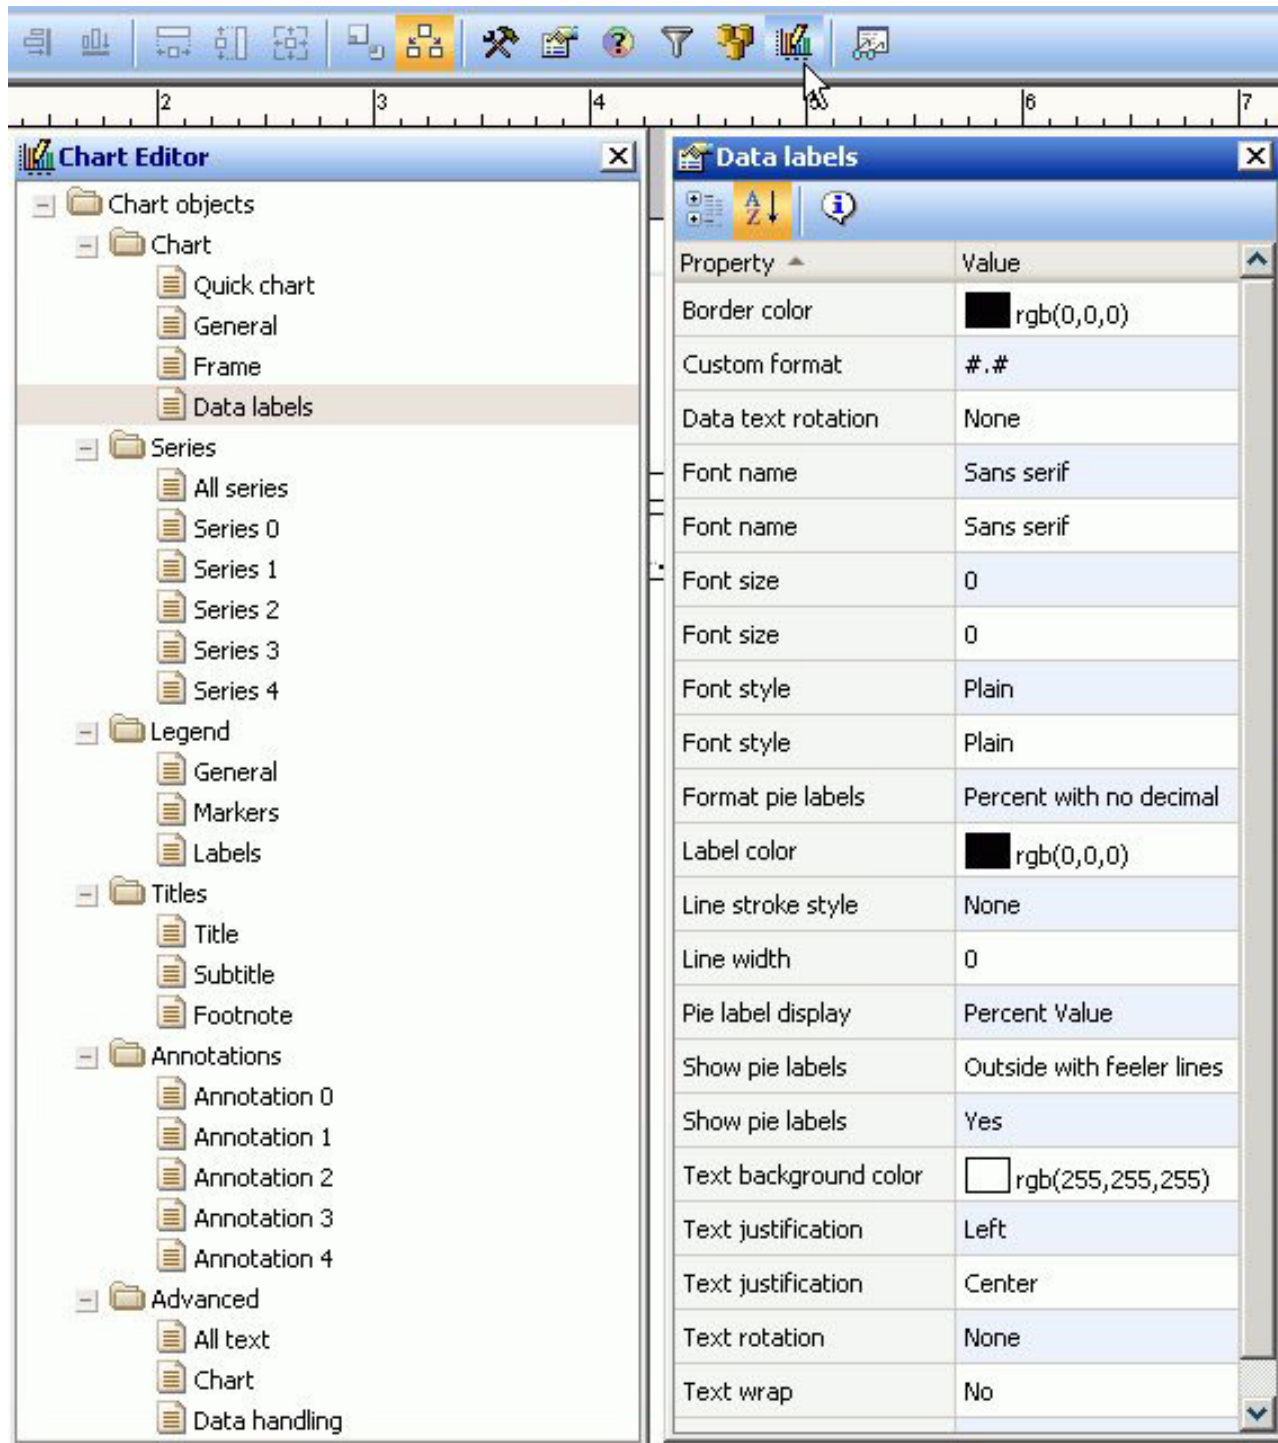 2 3 4 6 7
Chart Editor
Chart objects
Chart
Quick chart
General
Frame
Data labels
Series
All series
Series 0
Series 1
Series 2
Series 3
Series 4
Legend
General
Markers
Labels
Titles
Title
Subtitle
Footnote
Annotations
Annotation 0
Annotation 1
Annotation 2
Annotation 3
Annotation 4
Advanced
All text
Chart
Data handling
Data labels
A
Z
Property Value
Border color rgb(0,0,0)
Custom format #.#
Data text rotation None
Font name Sans serif
Font name Sans serif
Font size 0
Font size 0
Font style Plain
Font style Plain
Format pie labels Percent with no decimal
Label color rgb(0,0,0)
Line stroke style None
Line width 0
Pie label display Percent Value
Show pie labels Outside with feeler lines
Show pie labels Yes
Text background color rgb(255,255,255)
Text justification Left
Text justification Center
Text rotation None
Text wrap No